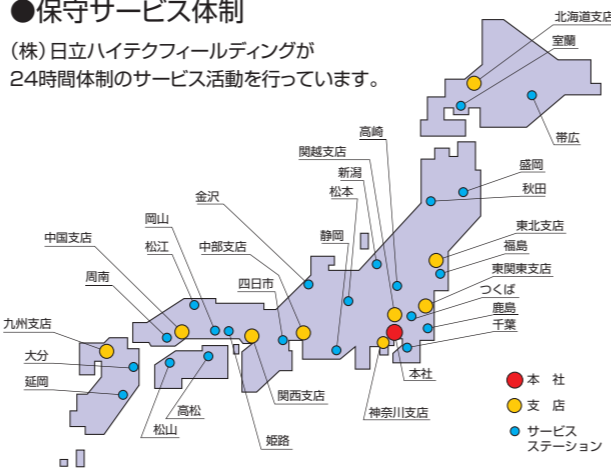 ●保守サービス体制
(株)日立ハイテクフィールディングが
24時間体制のサービス活動を行っています。
北海道支店
室蘭
帯広
高崎
関越支店
新潟
松本
盛岡
秋田
金沢
静岡
岡山
中部支店
東北支店
福島
中国支店
松江
四日市
東関東支店
周南
つくば
鹿島
千葉
九州支店
大分
延岡
本社
関西支店
神奈川支店
高松
松山
姫路
本 社
支 店
サービス
ステーション